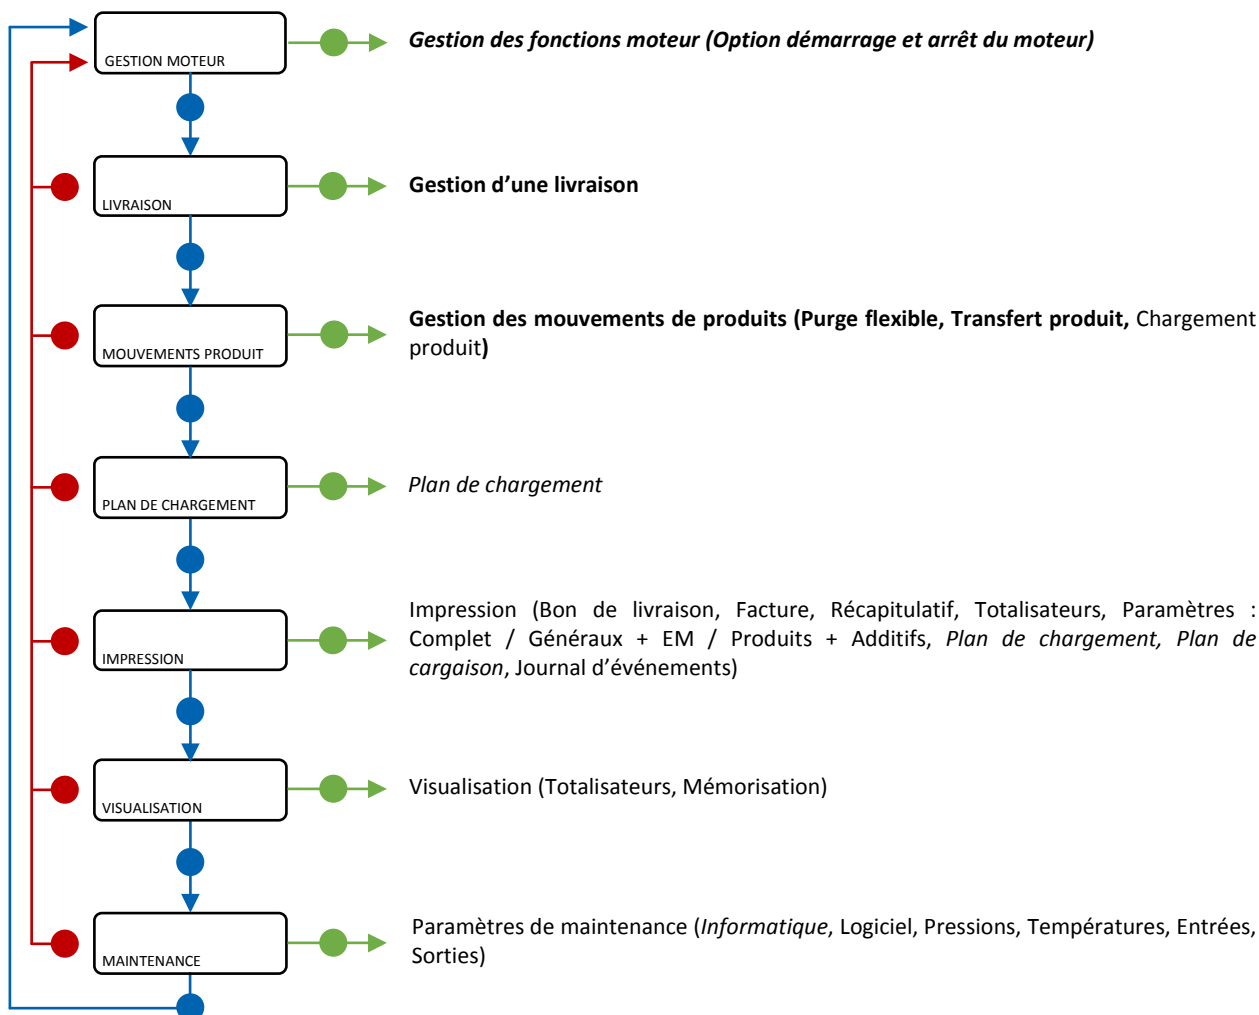 GESTION MOTEUR
Gestion des fonctions moteur (Option démarrage et arrêt du moteur)
LIVRAISON
Gestion d’une livraison
MOUVEMENTS PRODUIT
Gestion des mouvements de produits (Purge flexible, Transfert produit, Chargement
produit)
PLAN DE CHARGEMENT
Plan de chargement
IMPRESSION
Impression (Bon de livraison, Facture, Récapitulatif, Totalisateurs, Paramètres :
Complet / Généraux + EM / Produits + Additifs, Plan de chargement, Plan de
cargaison, Journal d’événements)
VISUALISATION
Visualisation (Totalisateurs, Mémorisation)
MAINTENANCE
Paramètres de maintenance (Informatique, Logiciel, Pressions, Températures, Entrées,
Sorties)